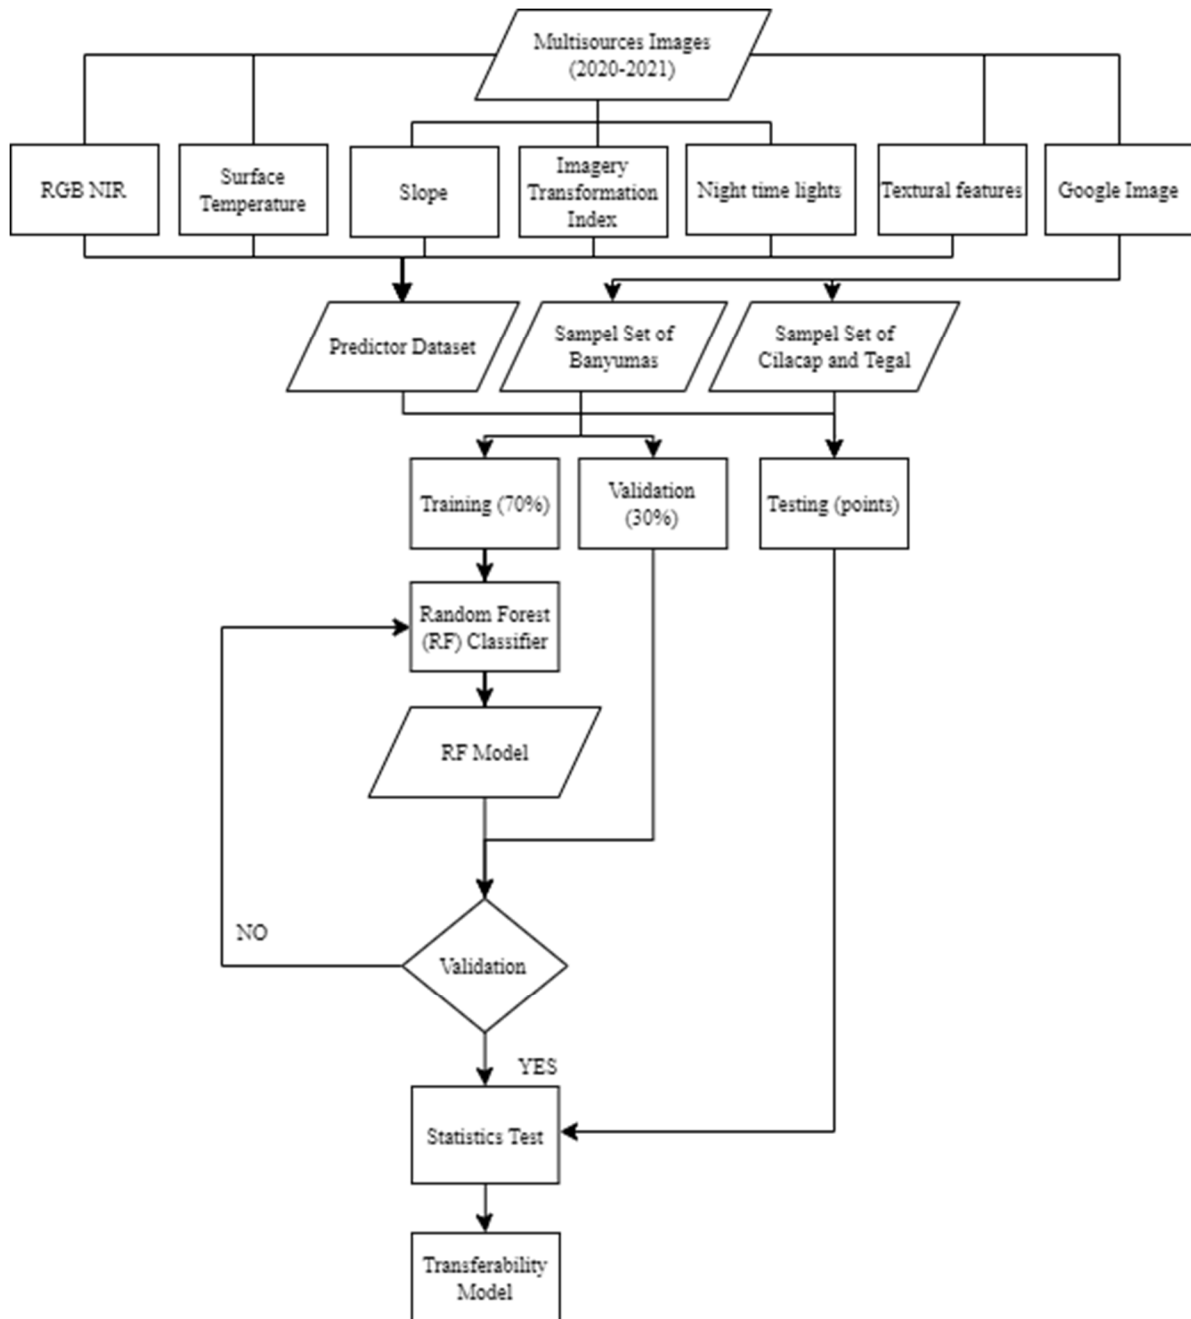 Multisources Images
(2020-2021)
RGB NIR
Surface
Temperature
Slope
Imagery
Transformation
Index
Night time lights
Textural features
Google Image
Predictor Dataset
Sampel Set of
Banyumas
Sampel Set of
Cilacap and Tegal
Training (70%)
Validation
(30%)
Testing (points)
Random Forest
(RF) Classifier
RF Model
NO
Validation
YES
Statistics Test
Transferability
Model